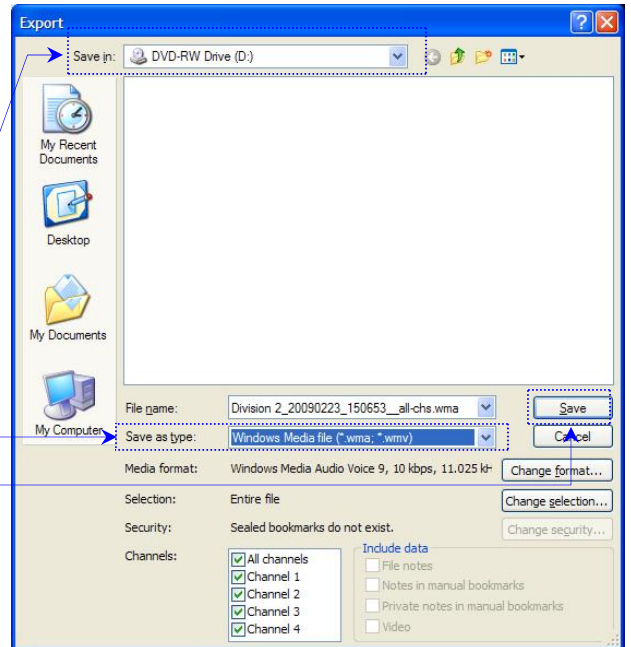 Export
Save in: DVD-RW Drive (D:)
My Recent
Documents
Desktop
My Documents
My Computer
File name: Division 2_20090223_150653__all-chs.wma Save
Save as type: Windows Media file (*.wma; *.wmv) Cancel
Media format: Windows Media Audio Voice 9, 10 kbps, 11.025 kH Change format...
Selection: Entire file Change selection...
Security: Sealed bookmarks do not exist. Change security...
Channels: All channels
Channel 1
Channel 2
Channel 3
Channel 4
Include data
File notes
Notes in manual bookmarks
Private notes in manual bookmarks
Video